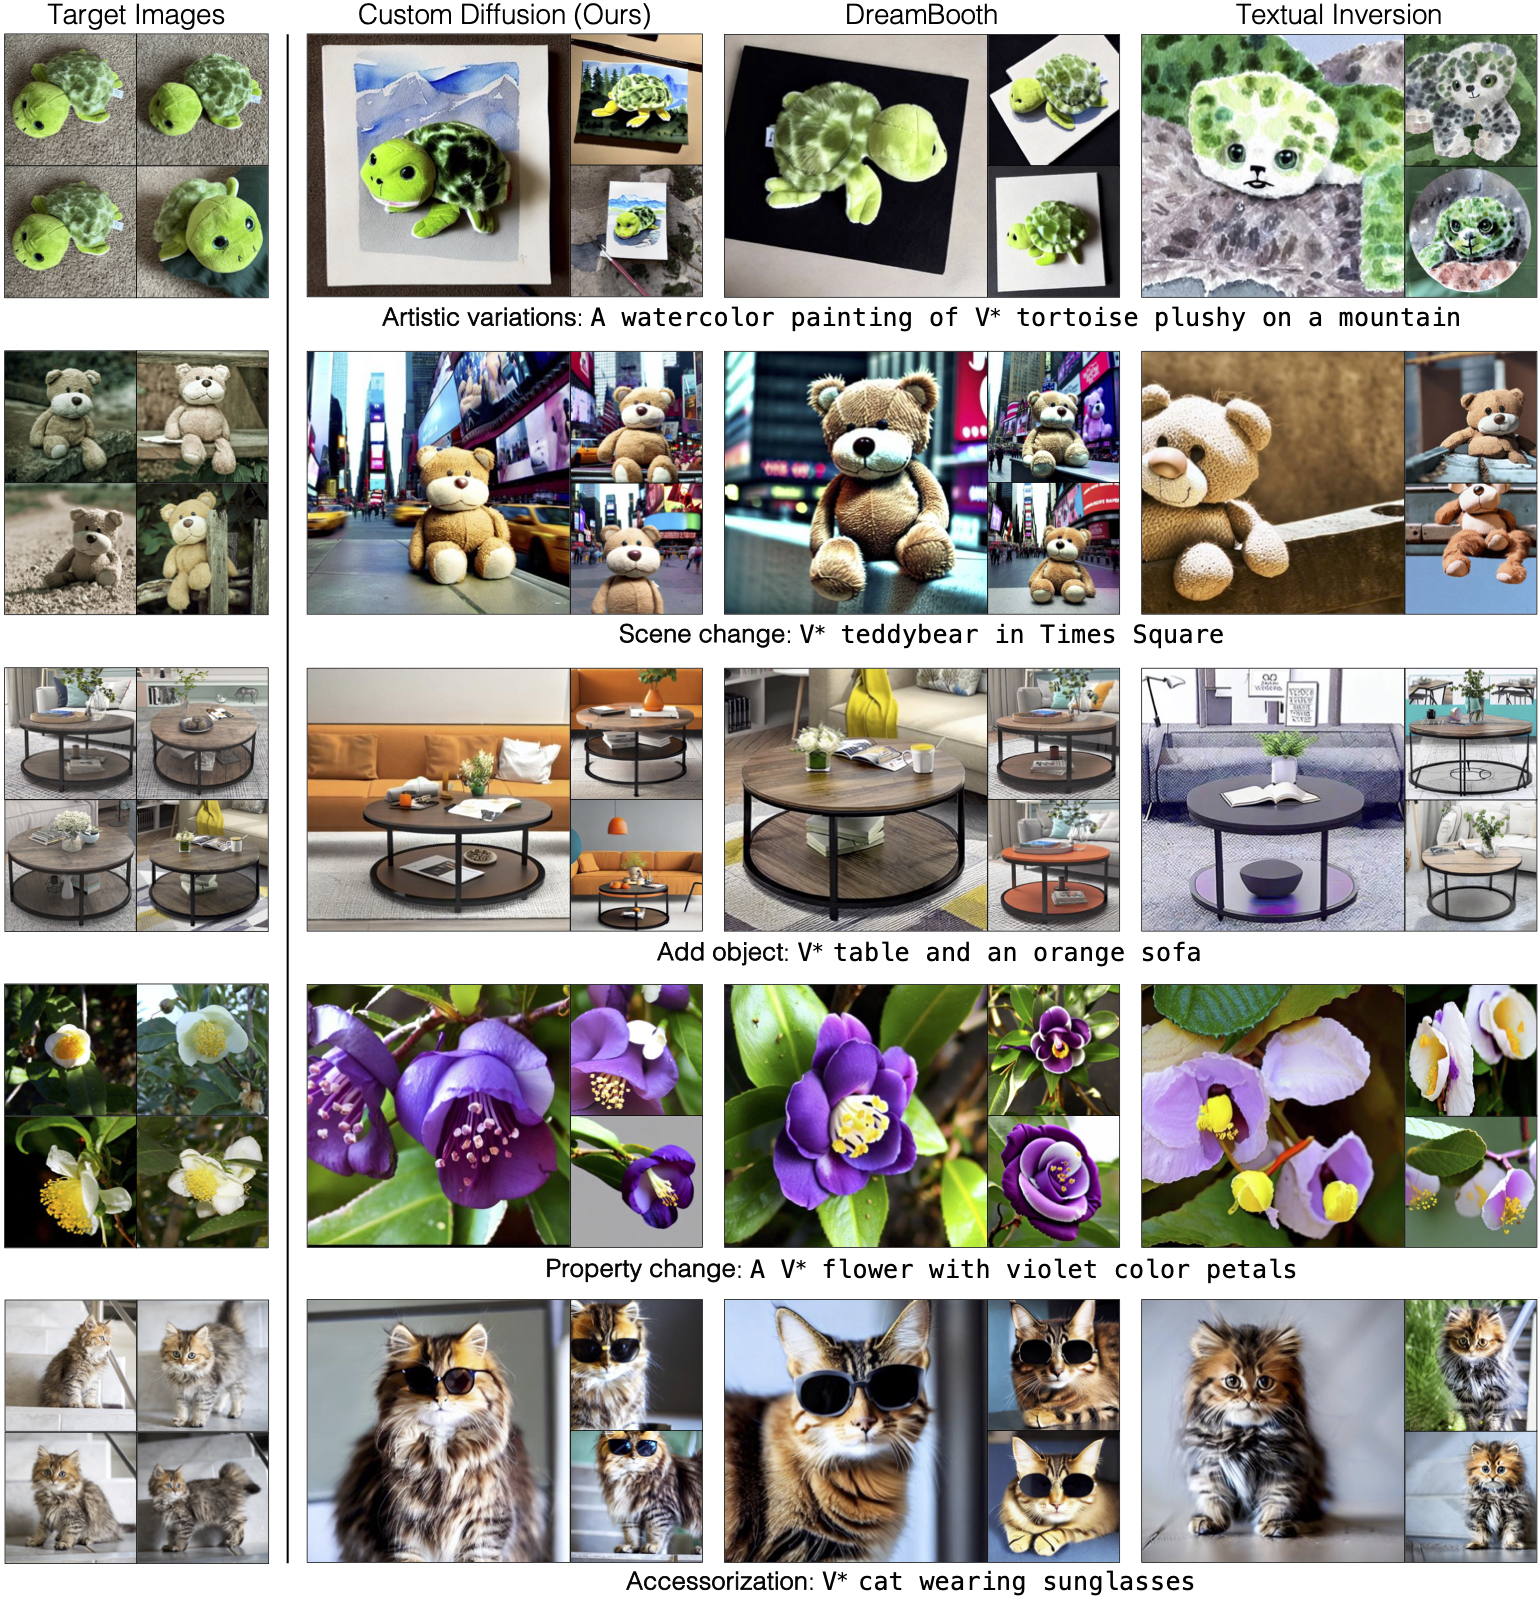 Target Images
Custom Diffusion (Ours)
DreamBooth
Textual Inversion
Artistic variations: A watercolor painting of V* tortoise plushy on a mountain
Scene change: V* teddybear in Times Square
Add object: V* table and an orange sofa
Property change: A V* flower with violet color petals
Accessorization: V* cat wearing sunglasses